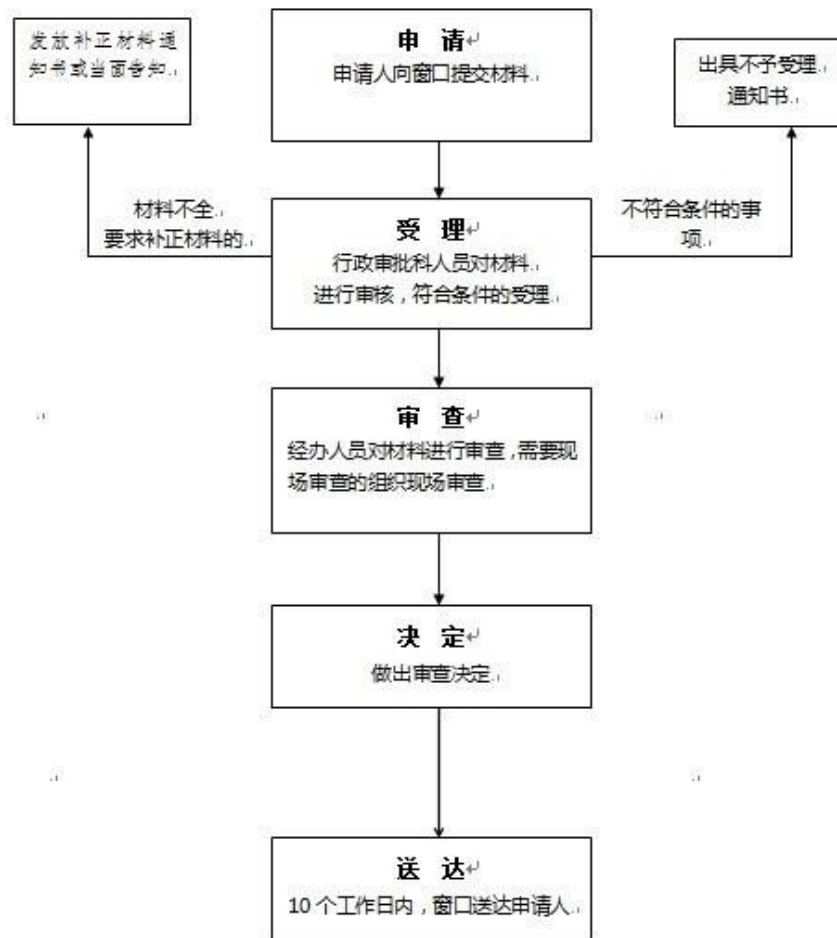 发放补正材料通
知书或当面告知
申 请
申请人向窗口提交材料
出具不予受理
通知书
材料不全
要求补正材料的
受 理
行政审批科人员对材料
进行审核，符合条件的受理
不符合条件的事
项
审 查
经办人员对材料进行审查，需要现
场审查的组织现场审查
决 定
做出审查决定
送 达
10 个工作日内，窗口送达申请人